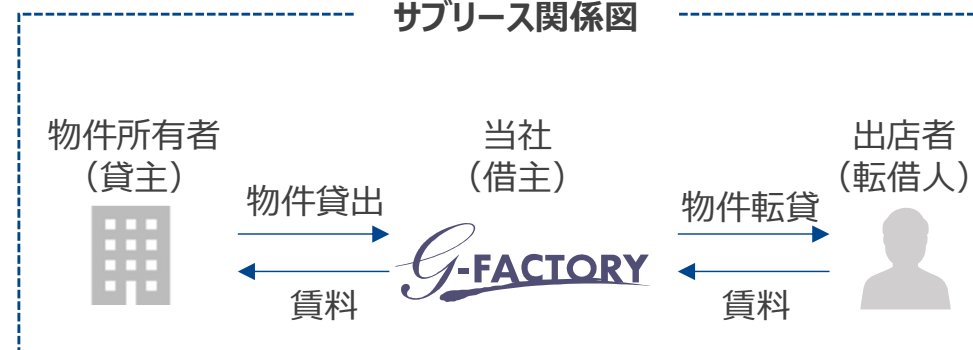 サブリース関係図
物件所有者
（貸主）
当社
（借主）
出店者
（転借人）
物件貸出
賃料
G-FACTORY
物件転貸
賃料